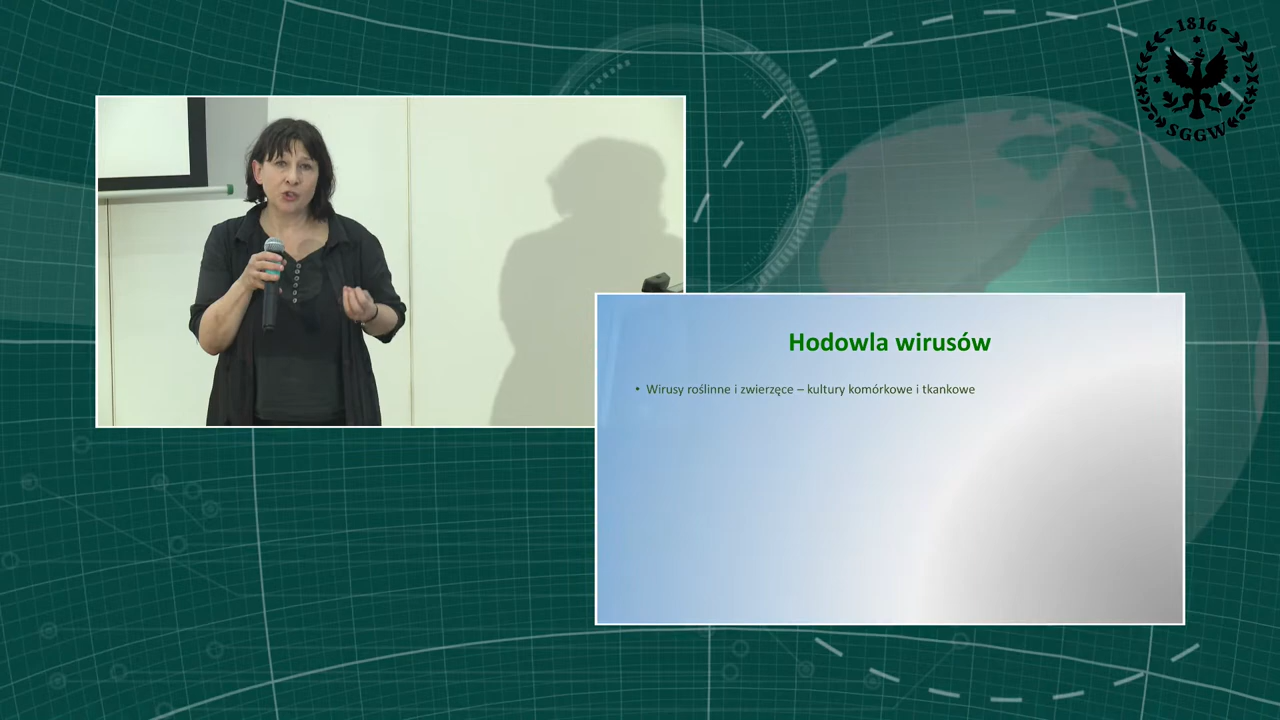 1816
SGGW
Hodowla wirusów
• Wirusy roślinne i zwierzęce – kultury komórkowe i tkankowe